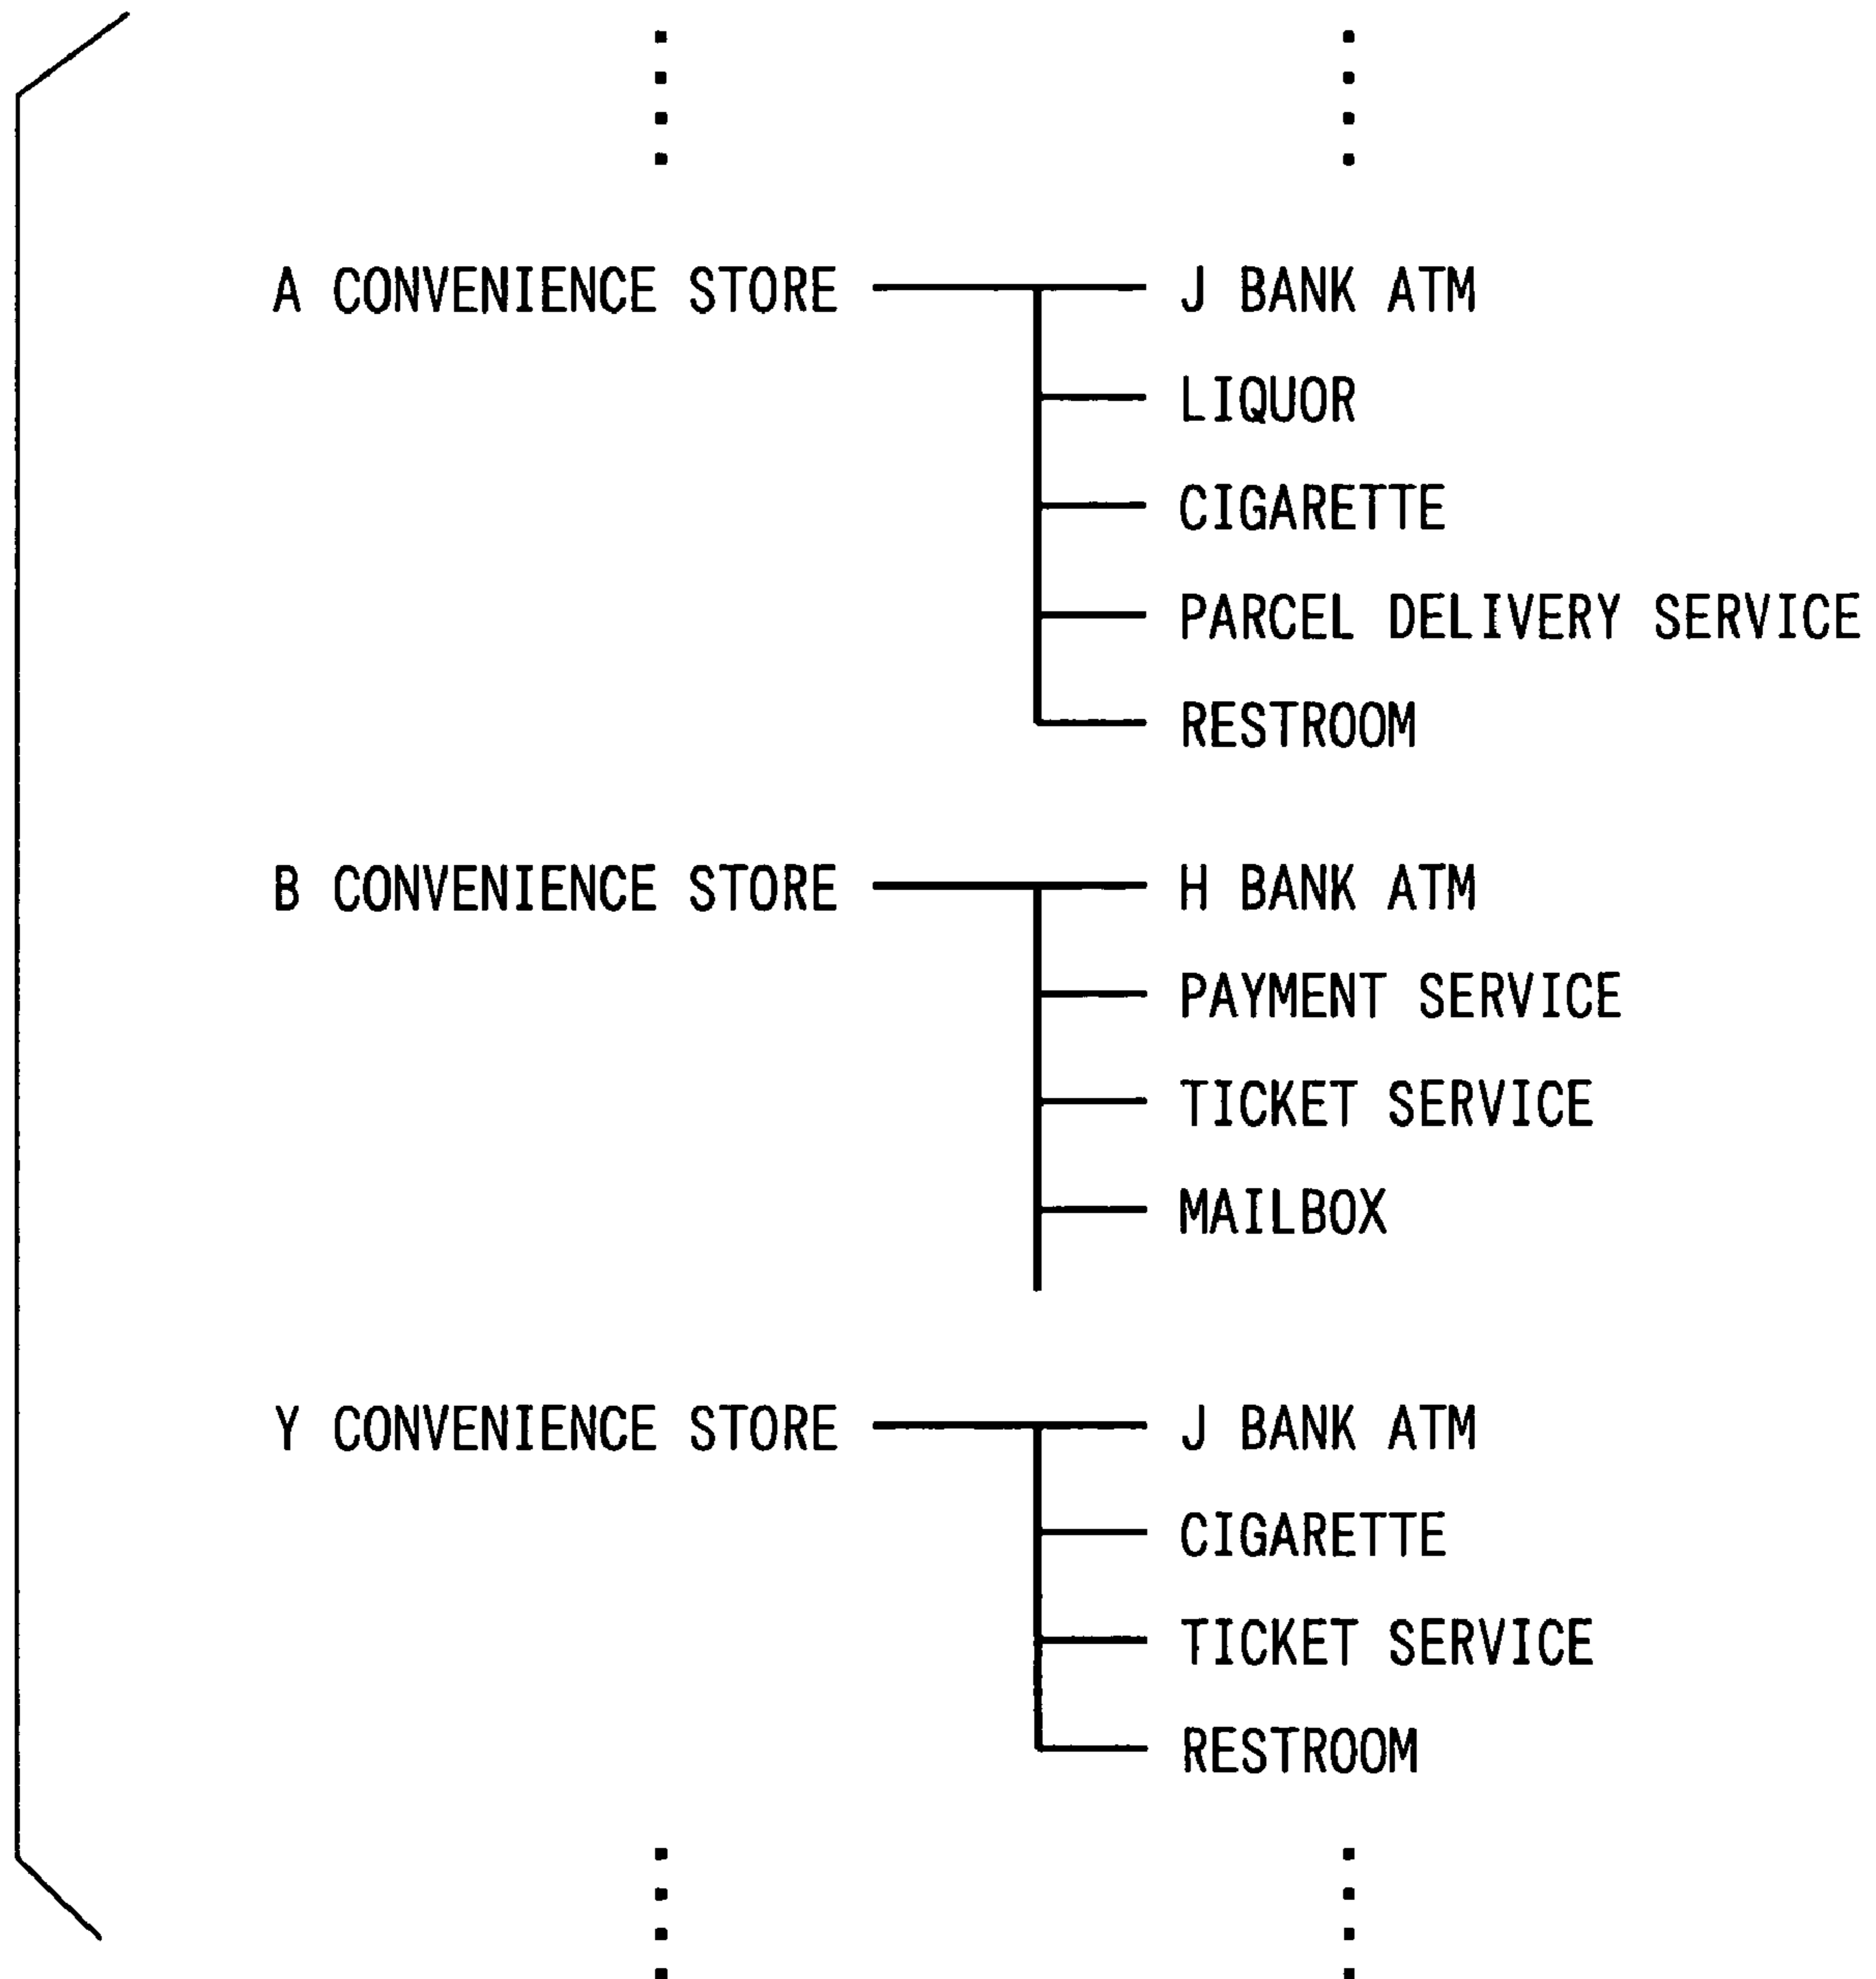 A CONVENIENCE STORE J BANK ATM
LIQUOR
CIGARETTE
PARCEL DELIVERY SERVICE
RESTROOM
B CONVENIENCE STORE H BANK ATM
PAYMENT SERVICE
TICKET SERVICE
MAILBOX
Y CONVENIENCE STORE J BANK ATM
CIGARETTE
TICKET SERVICE
RESTROOM